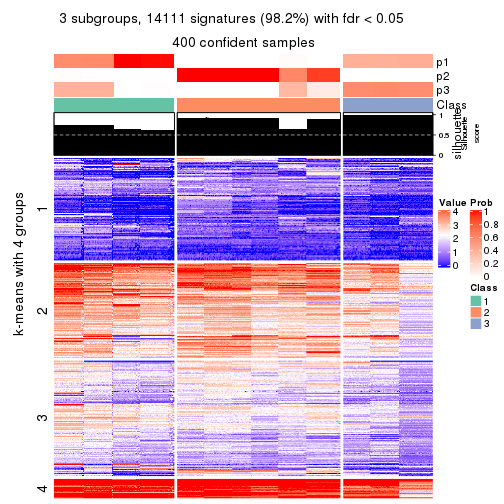 3 subgroups, 14111 signatures (98.2%) with fdr < 0.05
400 confident samples
p1
p2
p3
Class
1
0.5
0
silhouette
Silhouette
score
k-means with 4 groups
1
2
3
4
Value
4
3
2
1
0
Prob
1
0.8
0.6
0.4
0.2
0
Class
1
2
3